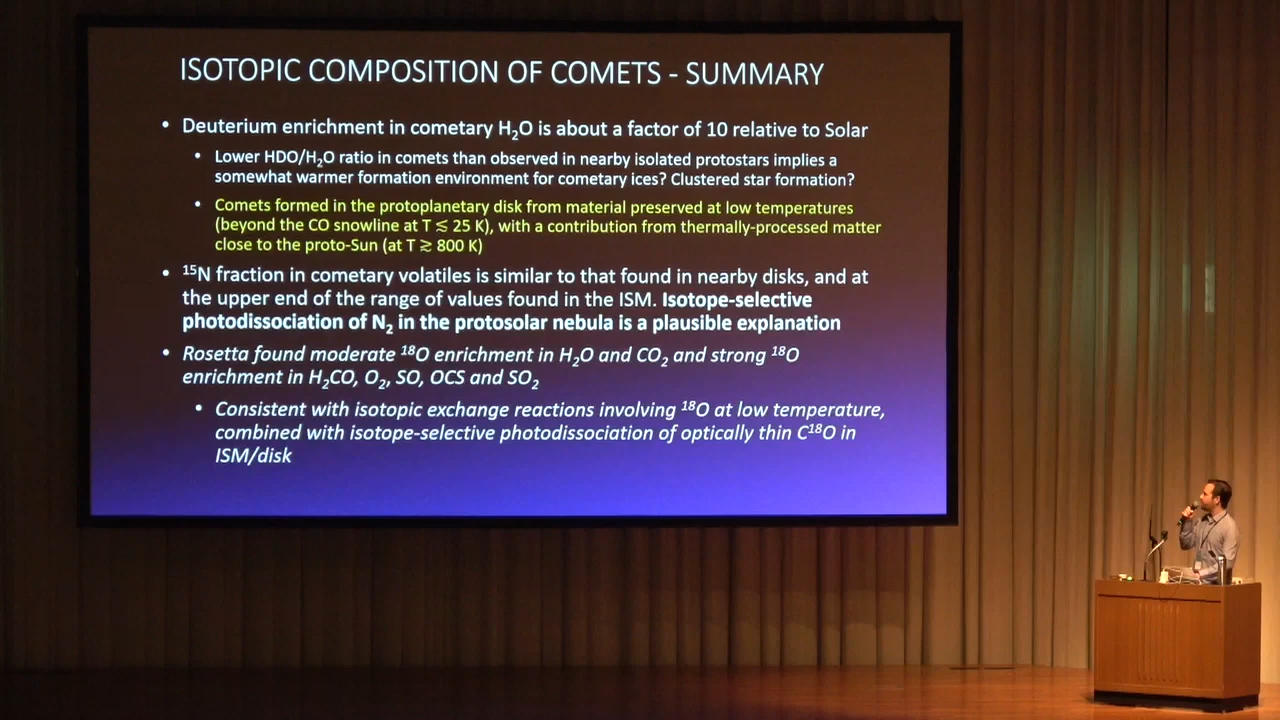 ISOTOPIC COMPOSITION OF COMETS - SUMMARY
• Deuterium enrichment in cometary H₂O is about a factor of 10 relative to Solar
• Lower HDO/H₂O ratio in comets than observed in nearby isolated protostars implies a
somewhat warmer formation environment for cometary ices? Clustered star formation?
• Comets formed in the protoplanetary disk from material preserved at low temperatures
(beyond the CO snowline at T ≲ 25 K), with a contribution from thermally-processed matter
close to the proto-Sun (at T ≳ 800 K)
• ¹⁵N fraction in cometary volatiles is similar to that found in nearby disks, and at
the upper end of the range of values found in the ISM. Isotope-selective
photodissociation of N₂ in the protosolar nebula is a plausible explanation
• Rosetta found moderate ¹⁸O enrichment in H₂O and CO₂ and strong ¹⁸O
enrichment in H₂CO, O₂, SO, OCS and SO₂
• Consistent with isotopic exchange reactions involving ¹⁸O at low temperature,
combined with isotope-selective photodissociation of optically thin C¹⁸O in
ISM/disk